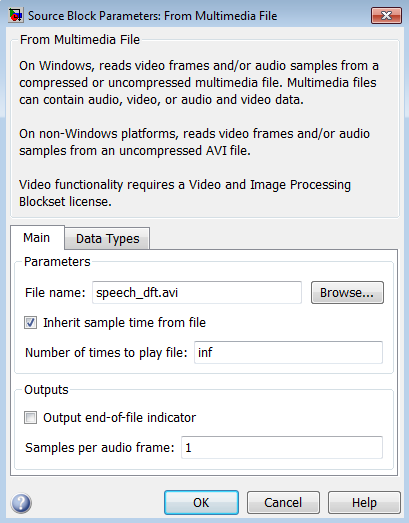 Source Block Parameters: From Multimedia File
From Multimedia File
On Windows, reads video frames and/or audio samples from a
compressed or uncompressed multimedia file. Multimedia files
can contain audio, video, or audio and video data.
On non-Windows platforms, reads video frames and/or audio
samples from an uncompressed AVI file.
Video functionality requires a Video and Image Processing
Blockset license.
Main Data Types
Parameters
File name: speech_dft.avi Browse...
Inherit sample time from file
Number of times to play file: inf
Outputs
Output end-of-file indicator
Samples per audio frame: 1
? OK Cancel Help